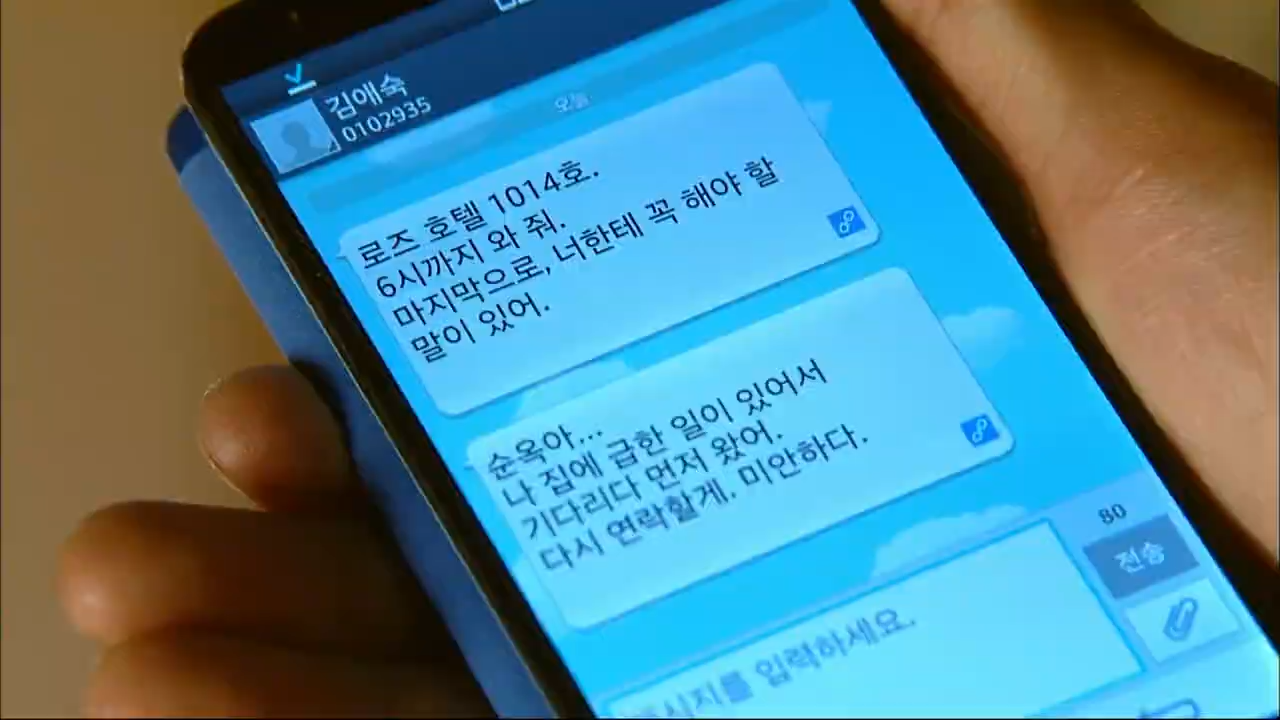 김애숙
0102935
오늘
로즈 호텔 1014호.
6시까지 와 줘.
마지막으로, 너한테 꼭 해야 할
말이 있어.
순옥아...
나 집에 급한 일이 있어서
기다리다 먼저 왔어.
다시 연락할게. 미안하다.
80
전송
입력하세요.